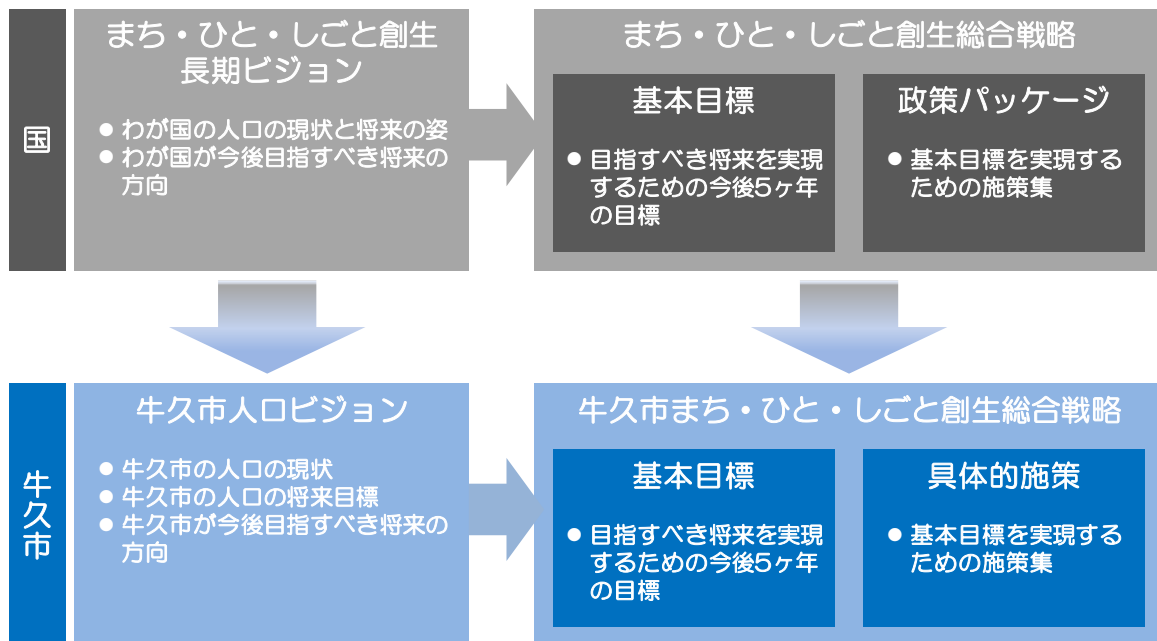 国
まち・ひと・しごと創生
長期ビジョン
● わが国の人口の現状と将来の姿
● わが国が今後目指すべき将来の
方向
まち・ひと・しごと創生総合戦略
基本目標
● 目指すべき将来を実現
するための今後5ヶ年
の目標
政策パッケージ
● 基本目標を実現する
ための施策集
牛久市
牛久市人口ビジョン
● 牛久市の人口の現状
● 牛久市の人口の将来目標
● 牛久市が今後目指すべき将来の
方向
牛久市まち・ひと・しごと創生総合戦略
基本目標
● 目指すべき将来を実現
するための今後5ヶ年
の目標
具体的施策
● 基本目標を実現する
ための施策集